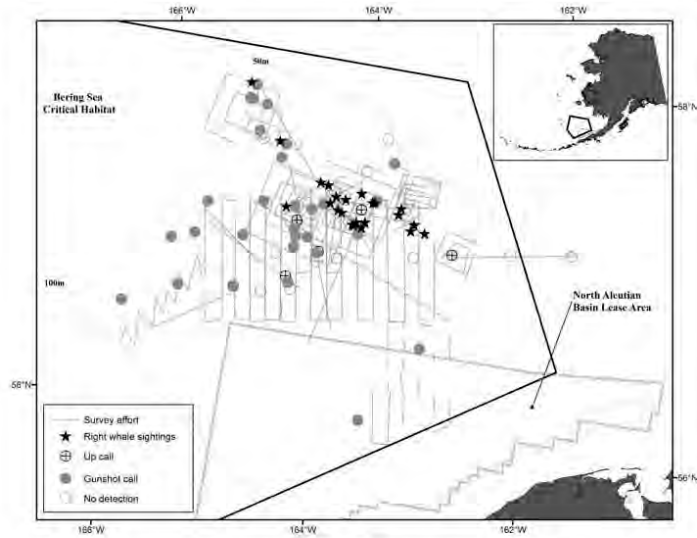 166°W
164°W
162°W
50m
Bering Sea
Critical Habitat
58°N
100m
North Aleutian
Basin Lease Area
58°N
Survey effort
Right whale sightings
Up call
Gunshot call
No detection
56°N
166°W
164°W
162°W